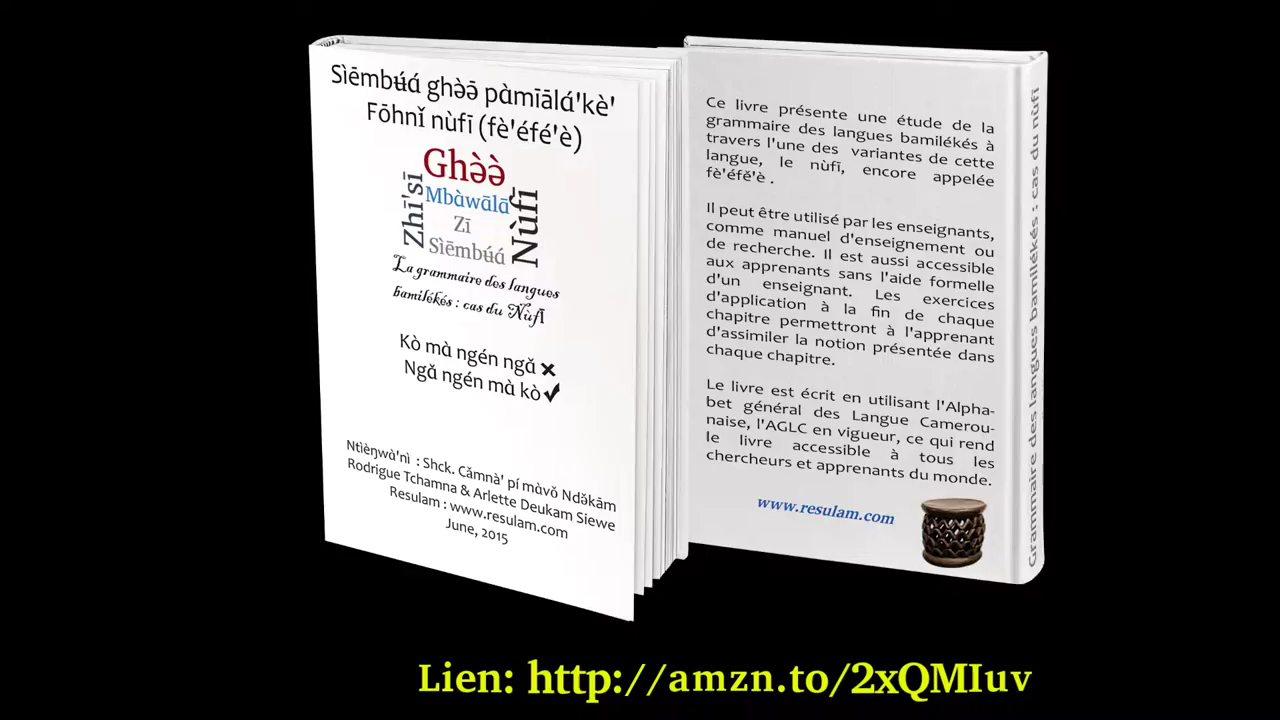 Sìēmbʉ́á ghə̀ə̄ pàmīālá'kè'
Fōhnǐ nùfī (fè'éfé'è)
Ghə̀ə̀
Zhī'sī
Mbàwālā
Zī
Sìēmbʉ́á
Nùfī
La grammaire des langues
bamilékés : cas du Nùfī
Kò mà ngén ngǎ ✖
Ngǎ ngén mà kò ✔
Ntìèŋwà'nì : Shck. Cǎmnà' pí mὰvǒ Ndǎkām
Rodrigue Tchamna & Arlette Deukam Siewe
Resulam : www.resulam.com
June, 2015
Ce livre présente une étude de la
grammaire des langues bamilékés à
travers l'une des variantes de cette
langue, le nùfī, encore appelée
fè'éfě'è .
Il peut être utilisé par les enseignants,
comme manuel d'enseignement ou
de recherche. Il est aussi accessible
aux apprenants sans l'aide formelle
d'un enseignant. Les exercices
d'application à la fin de chaque
chapitre permettront à l'apprenant
d'assimiler la notion présentée dans
chaque chapitre.
Le livre est écrit en utilisant l'Alpha-
bet général des Langue Camerou-
naise, l'AGLC en vigueur, ce qui rend
le livre accessible à tous les
chercheurs et apprenants du monde.
www.resulam.com
Grammaire des langues bamilékés : cas du nùfī
Lien: http://amzn.to/2xQMIuv